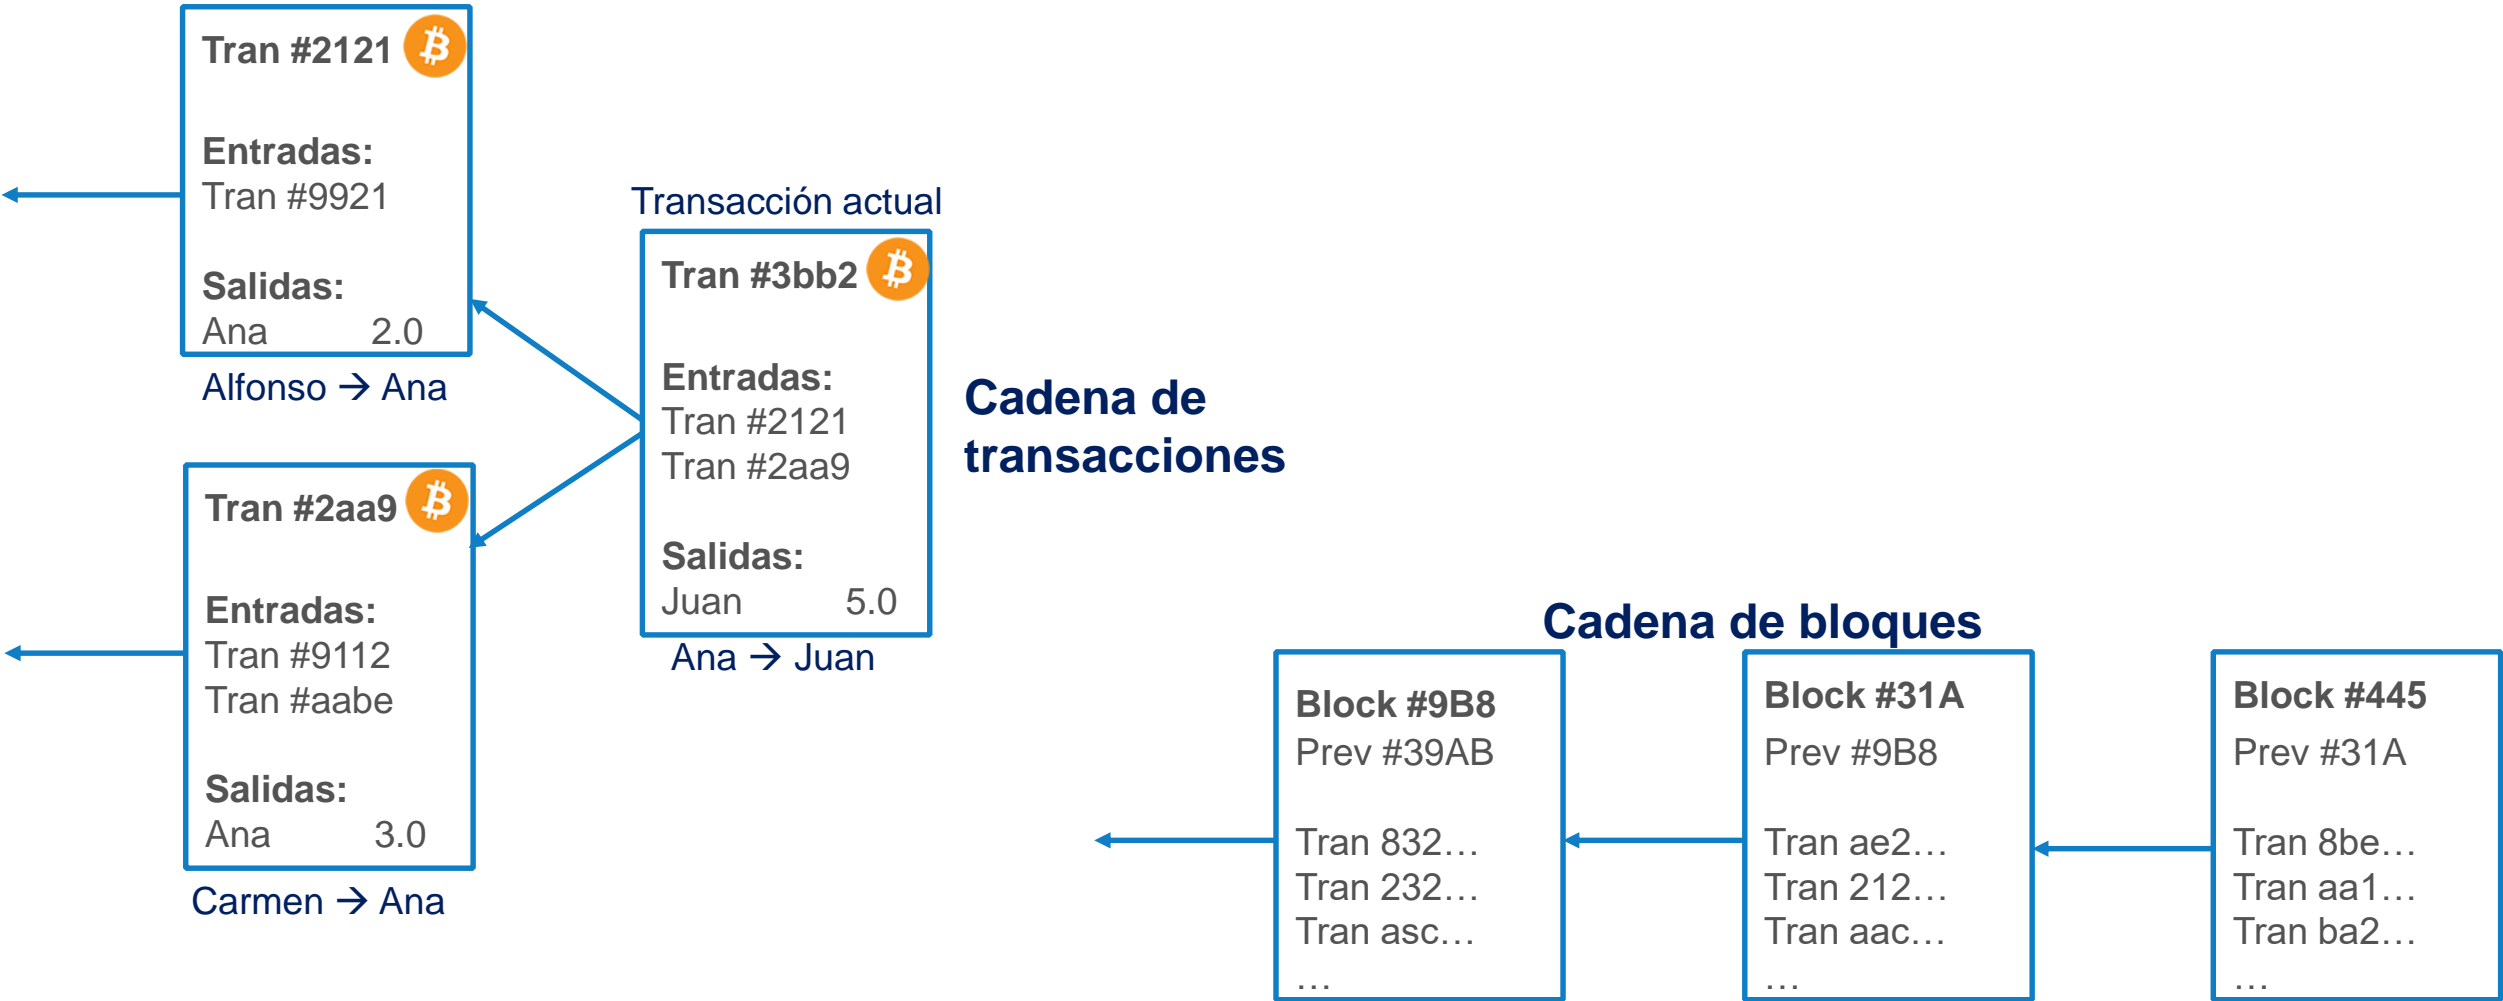 Tran #2121
Entradas:
Tran #9921
Salidas:
Ana 2.0
Alfonso → Ana
Tran #2aa9
Entradas:
Tran #9112
Tran #aabe
Salidas:
Ana 3.0
Carmen → Ana
Transacción actual
Tran #3bb2
Entradas:
Tran #2121
Tran #2aa9
Salidas:
Juan 5.0
Ana → Juan
Cadena de
transacciones
Cadena de bloques
Block #9B8
Prev #39AB
Tran 832…
Tran 232…
Tran asc…
…
Block #31A
Prev #9B8
Tran ae2…
Tran 212…
Tran aac…
…
Block #445
Prev #31A
Tran 8be…
Tran aa1…
Tran ba2…
…